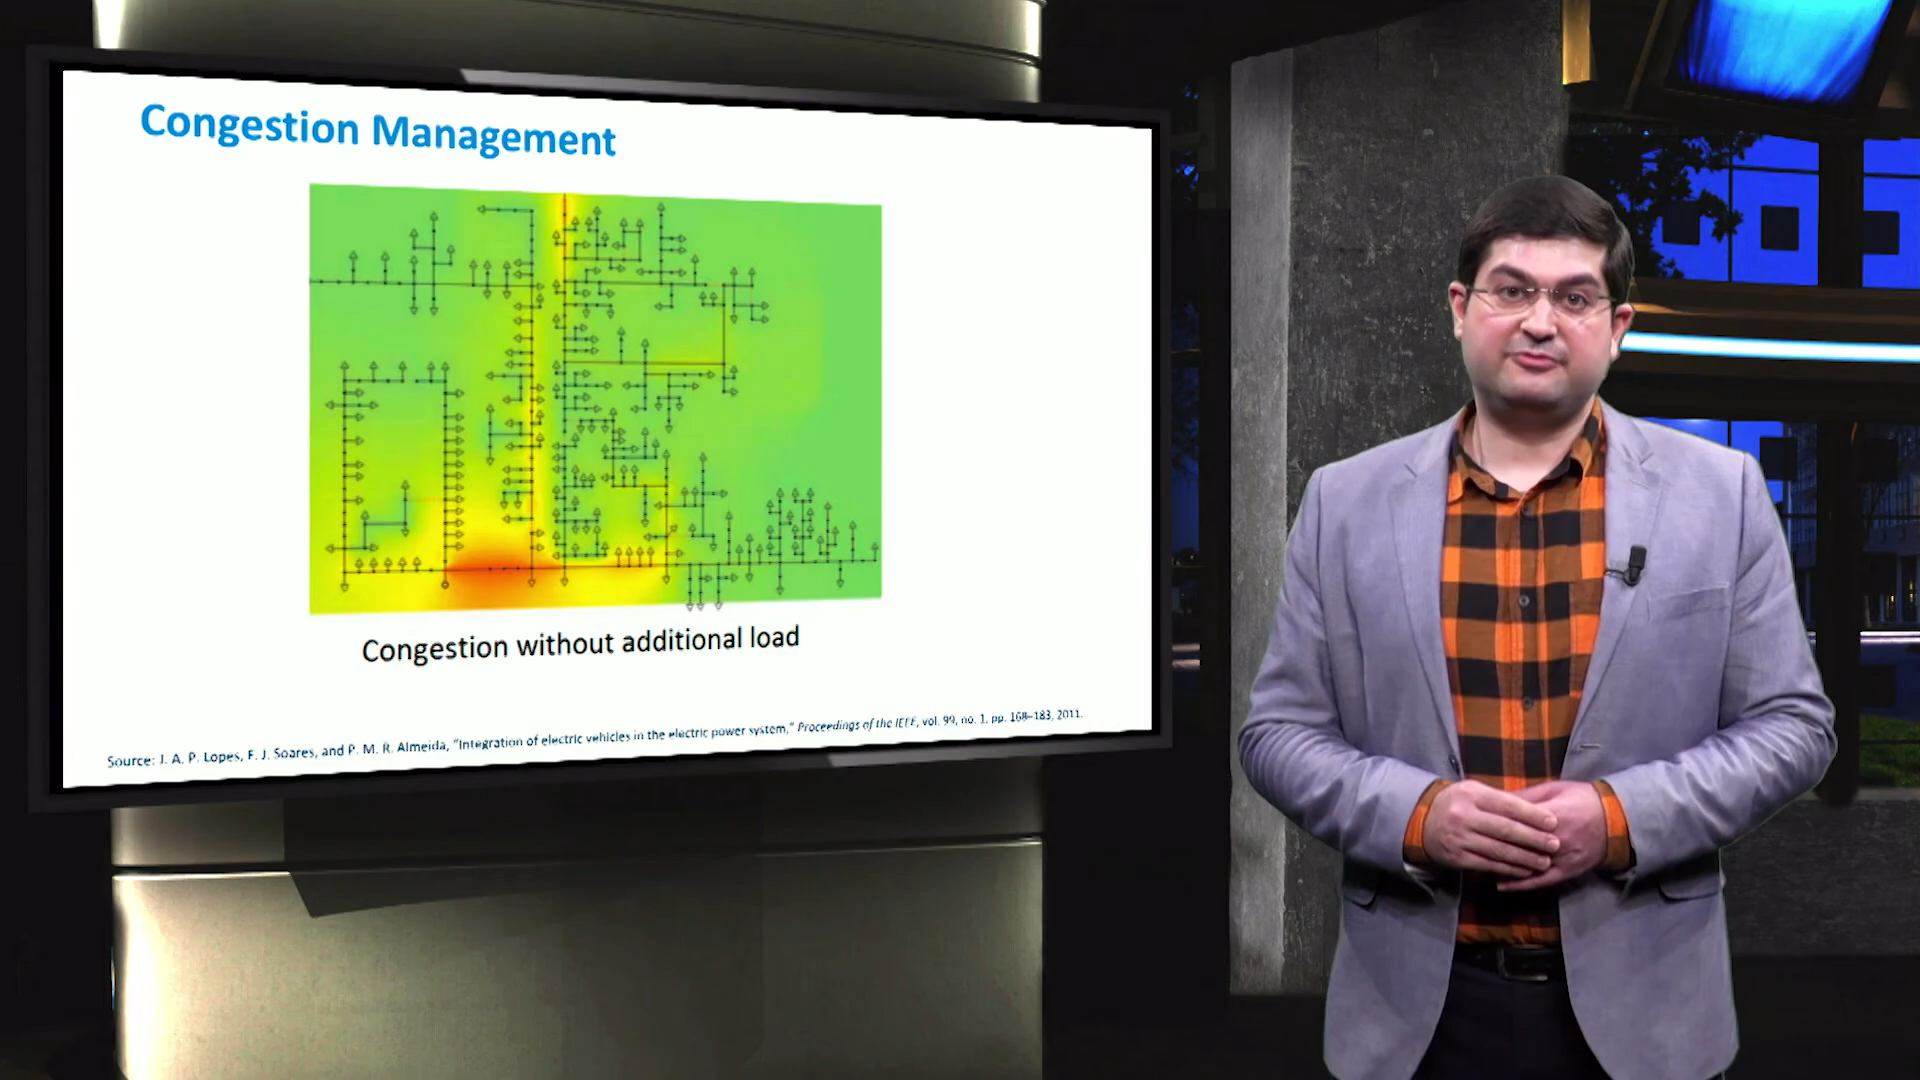 Congestion Management
Congestion without additional load
Source: J. A. P. Lopes, F. J. Soares, and P. M. R. Almeida, "Integration of electric vehicles in the electric power system," Proceedings of the IEEE, vol. 99, no. 1, pp. 168–183, 2011.